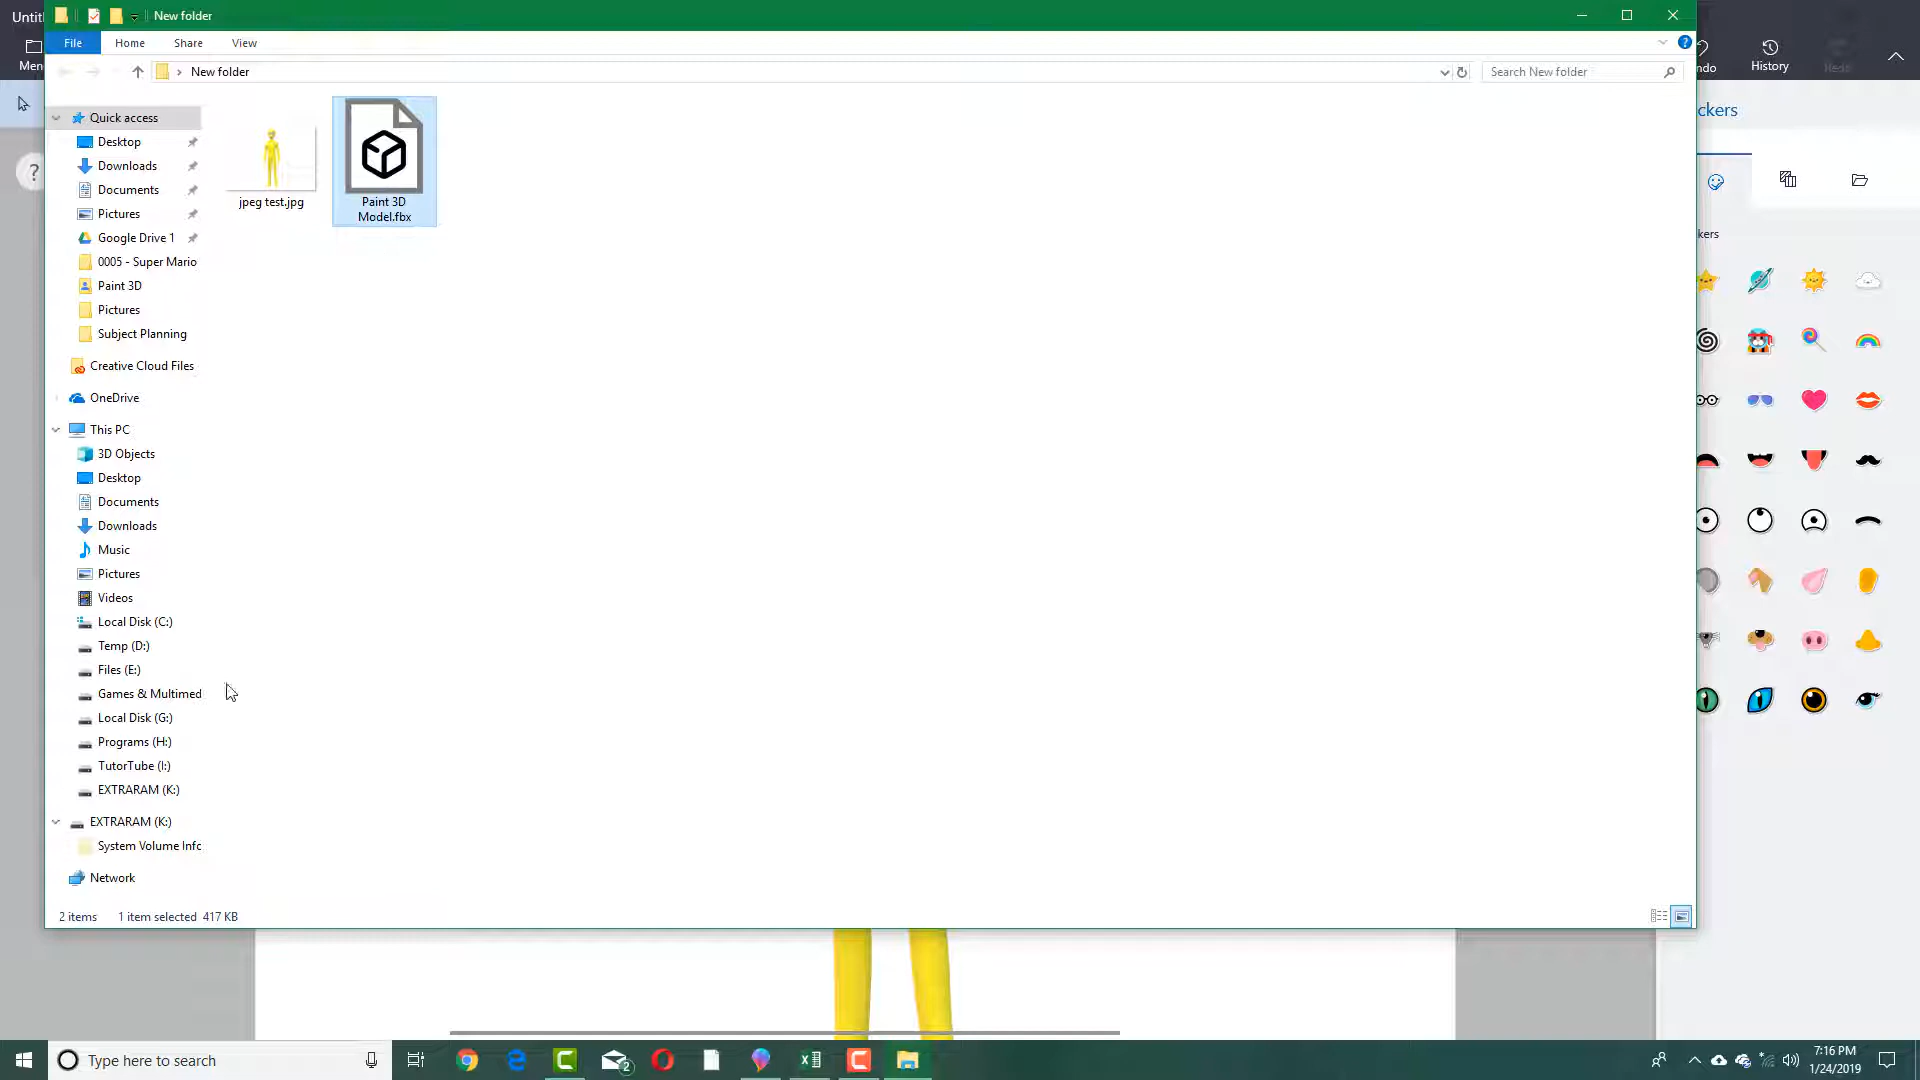 Untitl
New folder
File Home Share View
Men
New folder
Search New folder
History
Redo
Quick access
Desktop
Downloads
Documents
Pictures
Google Drive 1
0005 - Super Mario
Paint 3D
Pictures
Subject Planning
Creative Cloud Files
OneDrive
This PC
3D Objects
Desktop
Documents
Downloads
Music
Pictures
Videos
Local Disk (C:)
Temp (D:)
Files (E:)
Games & Multimed
Local Disk (G:)
Programs (H:)
TutorTube (I:)
EXTRARAM (K:)
EXTRARAM (K:)
System Volume Info
Network
jpeg test.jpg
Paint 3D
Model.fbx
2 items 1 item selected 417 KB
ndo
ckers
kers
Type here to search
2
7:16 PM
1/24/2019